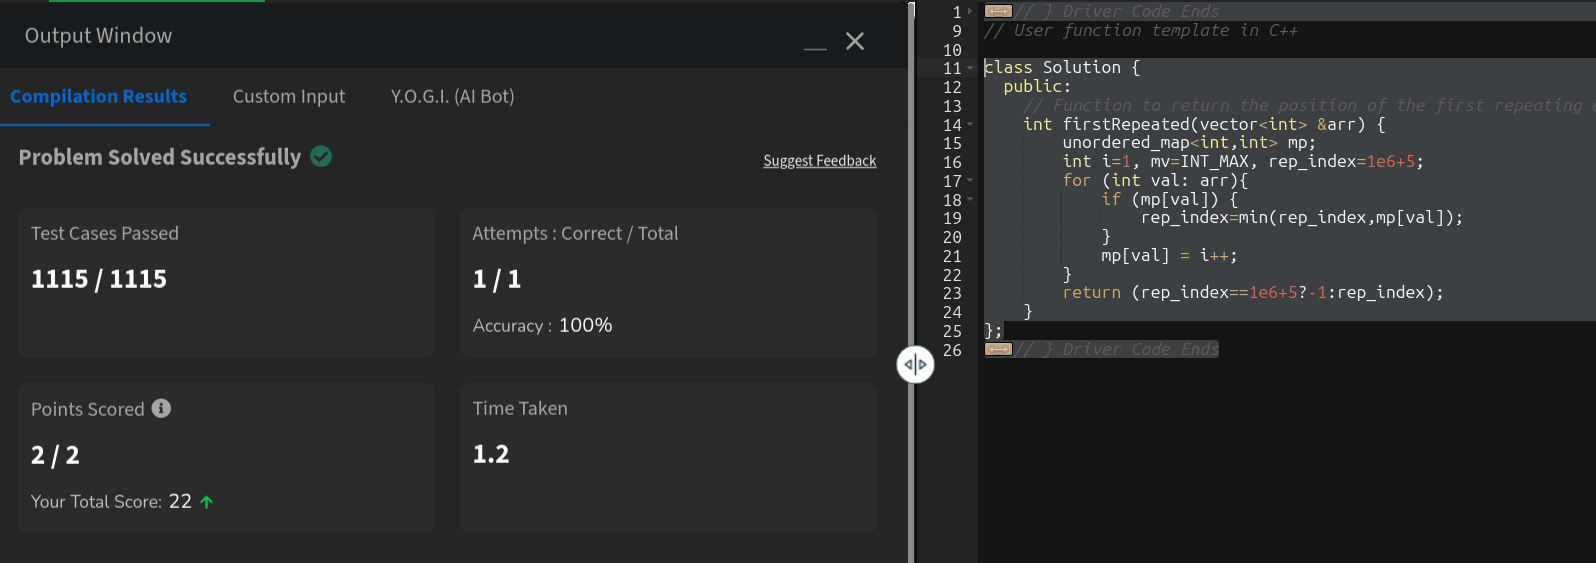 Output Window
Compilation Results Custom Input Y.O.G.I. (AI Bot)
Problem Solved Successfully
Suggest Feedback
Test Cases Passed
1115 / 1115
Attempts : Correct / Total
1 / 1
Accuracy : 100%
Points Scored
2 / 2
Your Total Score: 22
Time Taken
1.2
1 // } Driver Code Ends
9 // User function template in C++
10
11 class Solution {
12   public:
13     // Function to return the position of the first repeating
14     int firstRepeated(vector<int> &arr) {
15         unordered_map<int,int> mp;
16         int i=1, mv=INT_MAX, rep_index=1e6+5;
17         for (int val: arr){
18             if (mp[val]) {
19                 rep_index=min(rep_index,mp[val]);
20             }
21             mp[val] = i++;
22         }
23         return (rep_index==1e6+5?-1:rep_index);
24     }
25 };
26 // } Driver Code Ends